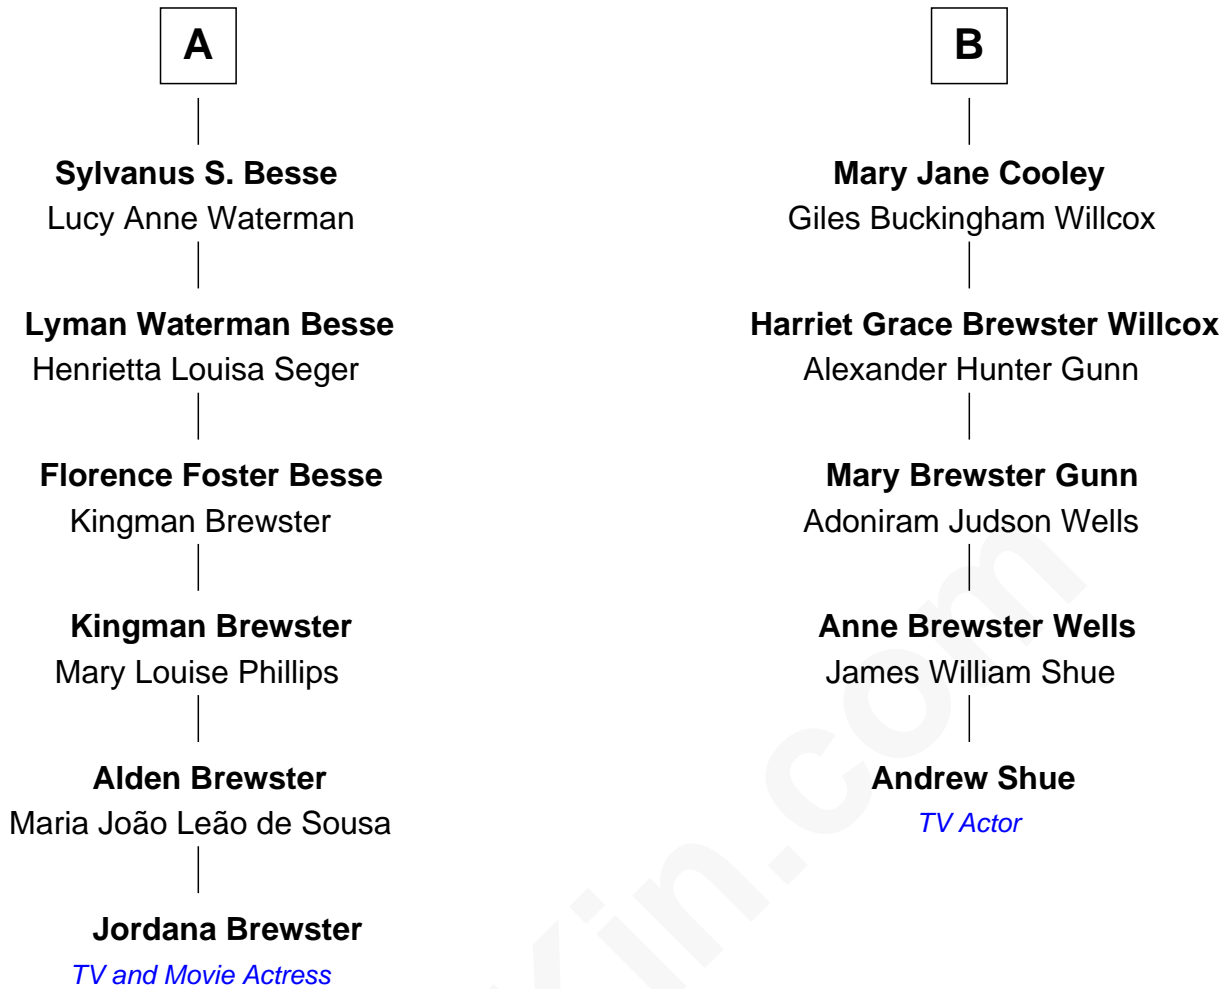 A
Sylvanus S. Besse
Lucy Anne Waterman
Lyman Waterman Besse
Henrietta Louisa Seger
Florence Foster Besse
Kingman Brewster
Kingman Brewster
Mary Louise Phillips
Alden Brewster
Maria João Leão de Sousa
Jordana Brewster
TV and Movie Actress
B
Mary Jane Cooley
Giles Buckingham Willcox
Harriet Grace Brewster Willcox
Alexander Hunter Gunn
Mary Brewster Gunn
Adoniram Judson Wells
Anne Brewster Wells
James William Shue
Andrew Shue
TV Actor
Kin.com